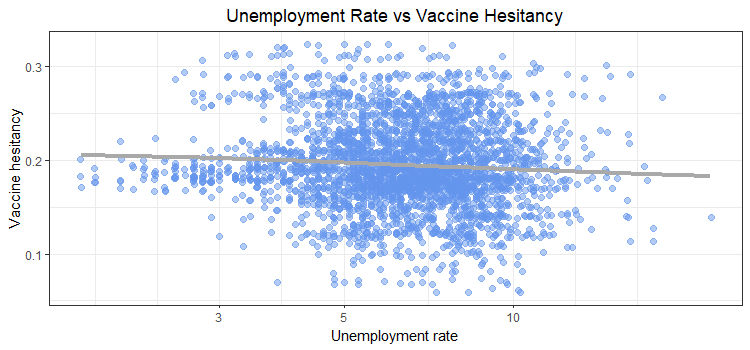 Unemployment Rate vs Vaccine Hesitancy
Vaccine hesitancy
0.3
0.2
0.1
3 5 10
Unemployment rate